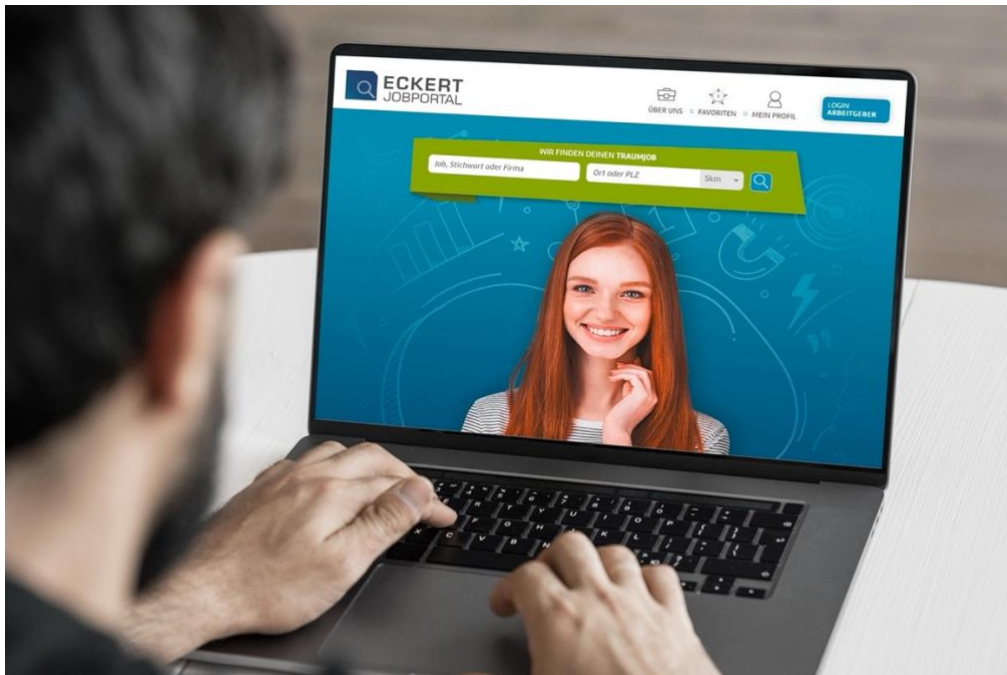 ECKERT
JOBPORTAL
ÜBER UNS
FAVORITEN
MEIN PROFIL
LOGIN
ARBEITGEBER
WIR FINDEN DEINEN TRAUMJOB
Job, Stichwort oder Firma
Ort oder PLZ
5km